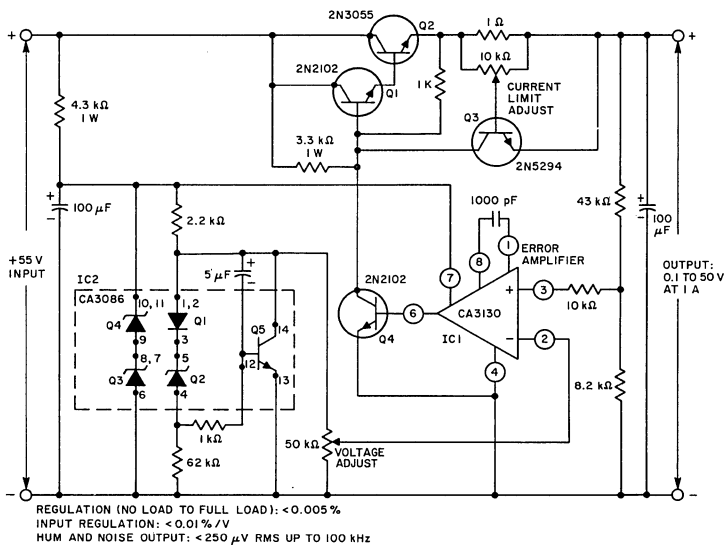 2N3055
Q2
1 Ω
+
+
2N2102
10 kΩ
Q1
1 K
CURRENT
LIMIT
ADJUST
4.3 kΩ
1 W
Q3
3.3 kΩ
1 W
2N5294
+
100 μF
-
1000 pF
43 kΩ
+
100
μF
-
2.2 kΩ
1
ERROR
AMPLIFIER
+55 V
INPUT
8
OUTPUT:
0.1 TO 50 V
AT 1 A
5 μF
+
-
2N2102
7
IC2
CA3086
10, 11
1, 2
+
3
10 kΩ
Q4
Q1
Q5
14
6
CA3130
9
3
Q4
IC1
-
2
8, 7
5
12
Q3
Q2
13
4
8.2 kΩ
6
4
1 kΩ
50 kΩ
VOLTAGE
ADJUST
62 kΩ
-
-
REGULATION (NO LOAD TO FULL LOAD): <0.005 %
INPUT REGULATION: <0.01 %/V
HUM AND NOISE OUTPUT: <250 μV RMS UP TO 100 kHz